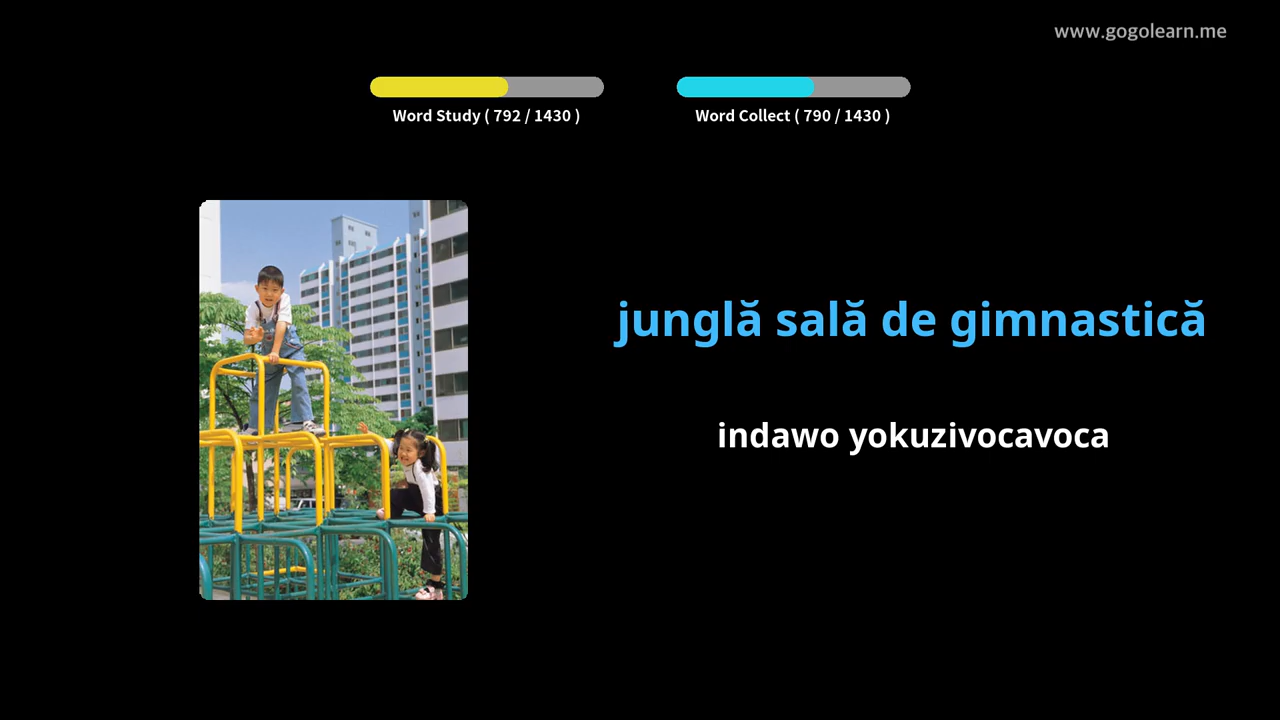 www.gogolearn.me
Word Study ( 792 / 1430 )
Word Collect ( 790 / 1430 )
junglă sală de gimnastică
indawo yokuzivocavoca